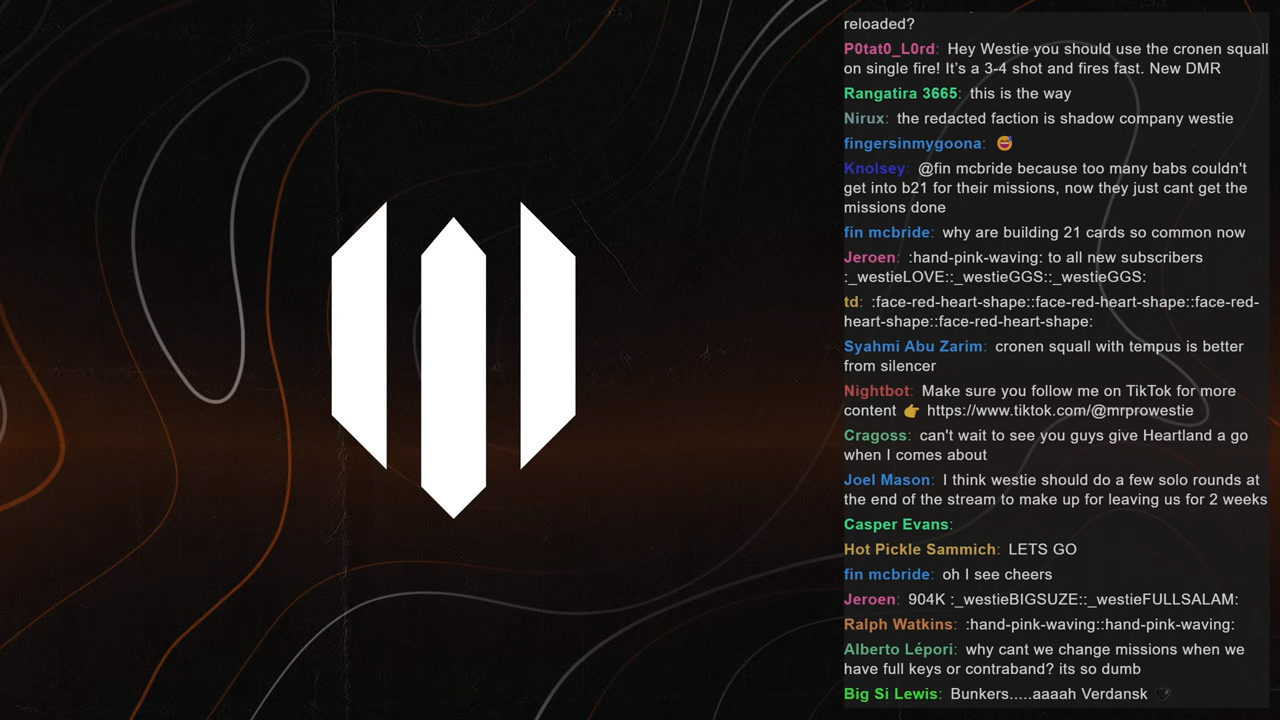 reloaded?
P0tat0_L0rd: Hey Westie you should use the cronen squall
on single fire! It's a 3-4 shot and fires fast. New DMR
Rangatira 3665: this is the way
Nirux: the redacted faction is shadow company westie
fingersinmygoona: 😅
Knolsey: @fin mcbride because too many babs couldn't
get into b21 for their missions, now they just cant get the
missions done
fin mcbride: why are building 21 cards so common now
Jeroen: :hand-pink-waving: to all new subscribers
:_westieLOVE::_westieGGS::_westieGGS:
td: :face-red-heart-shape::face-red-heart-shape::face-red-
heart-shape::face-red-heart-shape:
Syahmi Abu Zarim: cronen squall with tempus is better
from silencer
Nightbot: Make sure you follow me on TikTok for more
content 👉 https://www.tiktok.com/@mrprowestie
Cragoss: can't wait to see you guys give Heartland a go
when I comes about
Joel Mason: I think westie should do a few solo rounds at
the end of the stream to make up for leaving us for 2 weeks
Casper Evans:
Hot Pickle Sammich: LETS GO
fin mcbride: oh I see cheers
Jeroen: 904K :_westieBIGSUZE::_westieFULLSALAM:
Ralph Watkins: :hand-pink-waving::hand-pink-waving:
Alberto Lépori: why cant we change missions when we
have full keys or contraband? its so dumb
Big Si Lewis: Bunkers.....aaaah Verdansk 🖤